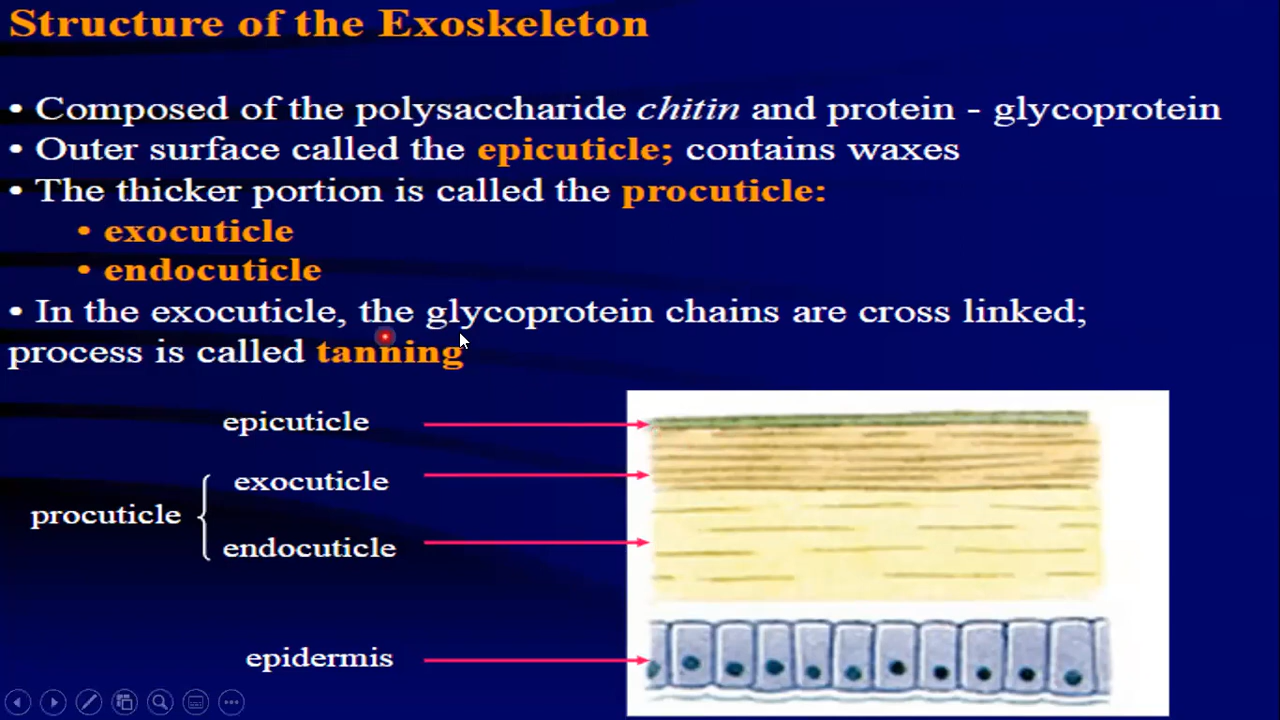 Structure of the Exoskeleton
• Composed of the polysaccharide chitin and protein - glycoprotein
• Outer surface called the epicuticle; contains waxes
• The thicker portion is called the procuticle:
• exocuticle
• endocuticle
• In the exocuticle, the glycoprotein chains are cross linked;
process is called tanning
epicuticle
exocuticle
procuticle
endocuticle
epidermis